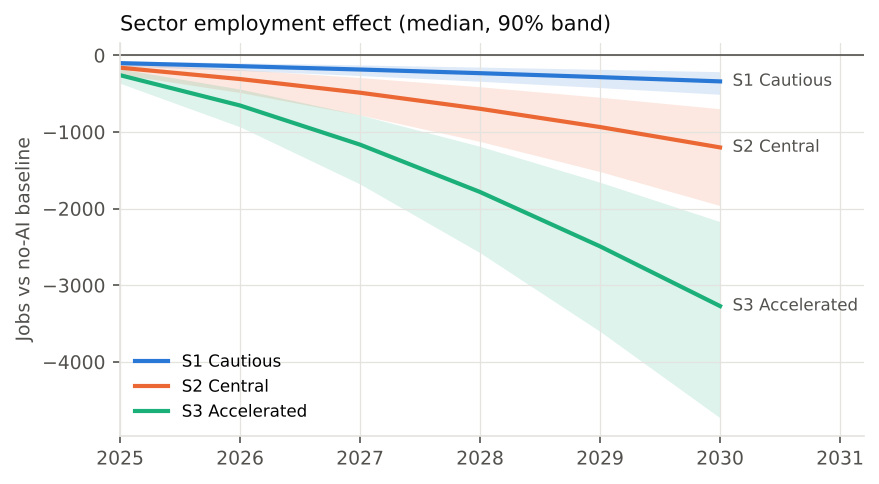 Sector employment effect (median, 90% band)
Jobs vs no-AI baseline
0
−1000
−2000
−3000
−4000
S1 Cautious
S2 Central
S3 Accelerated
S1 Cautious
S2 Central
S3 Accelerated
2025 2026 2027 2028 2029 2030 2031